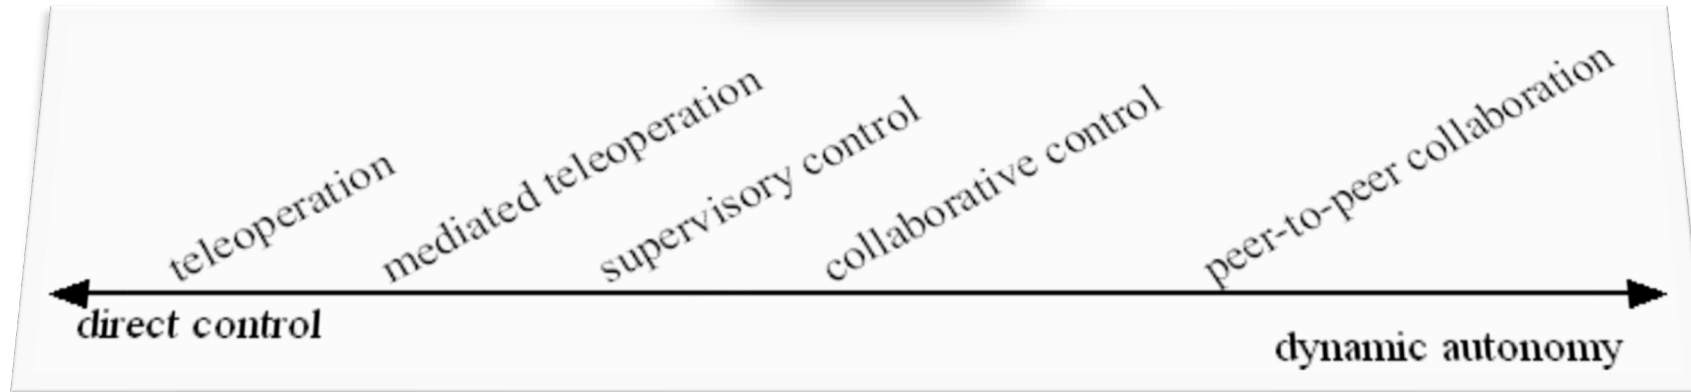 teleoperation
mediated teleoperation
supervisory control
collaborative control
peer-to-peer collaboration
direct control
dynamic autonomy